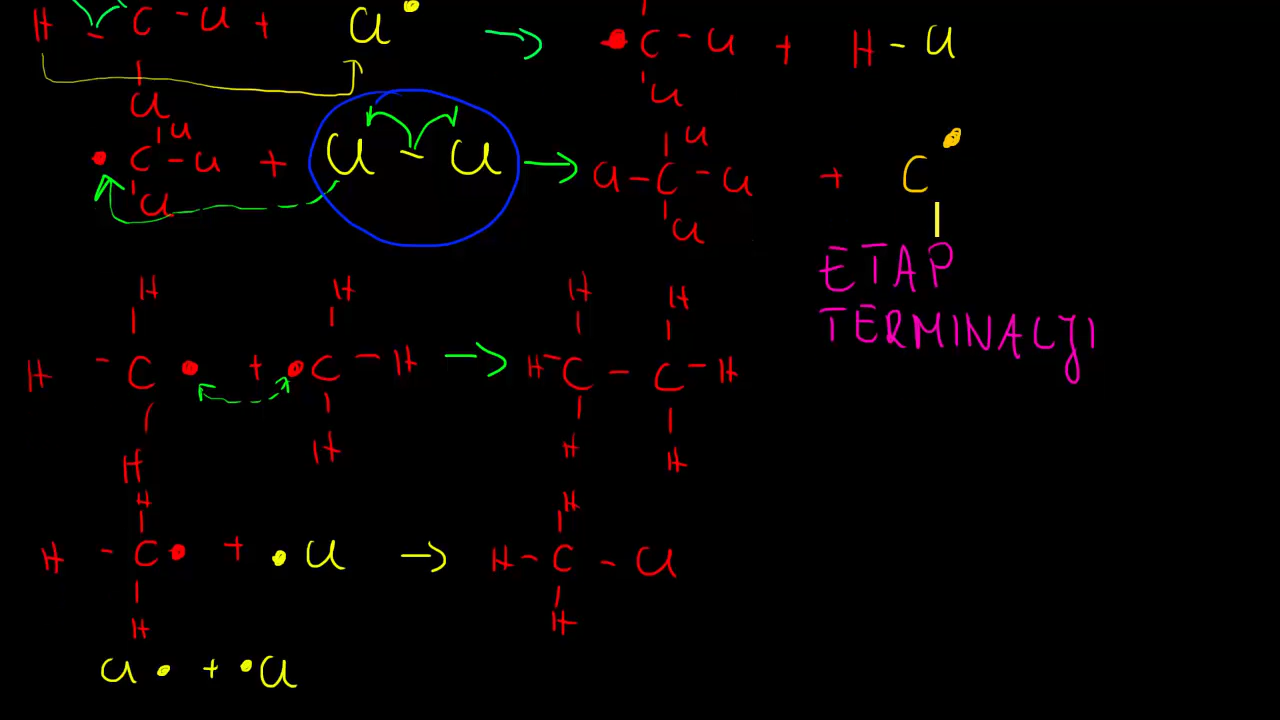 H - C - Cl + Cl• → •C - Cl + H - Cl
Cl
Cl
Cl
Cl
•C - Cl + Cl - Cl → Cl - C - Cl + C•
Cl
Cl
l
ETAP
TERMINACJI
H H H H
H - C• + •C - H → H - C - C - H
H H H H
H H
H - C• + •Cl → H - C - Cl
H H
Cl• + •Cl